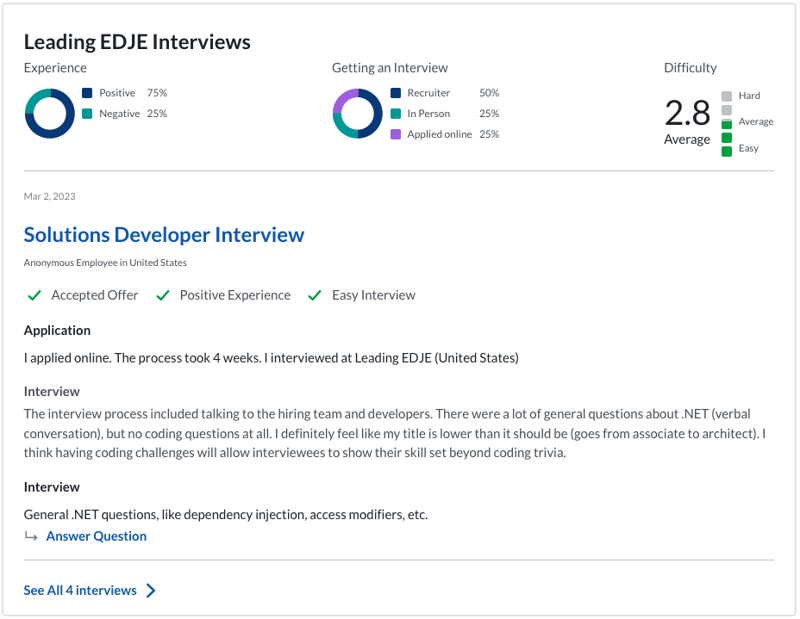 Leading EDJE Interviews
Experience
Positive 75%
Negative 25%
Getting an Interview
Recruiter 50%
In Person 25%
Applied online 25%
Difficulty
2.8
Average
Hard
Average
Easy
Mar 2, 2023
Solutions Developer Interview
Anonymous Employee in United States
Accepted Offer Positive Experience Easy Interview
Application
I applied online. The process took 4 weeks. I interviewed at Leading EDJE (United States)
Interview
The interview process included talking to the hiring team and developers. There were a lot of general questions about .NET (verbal
conversation), but no coding questions at all. I definitely feel like my title is lower than it should be (goes from associate to architect). I
think having coding challenges will allow interviewees to show their skill set beyond coding trivia.
Interview
General .NET questions, like dependency injection, access modifiers, etc.
Answer Question
See All 4 interviews